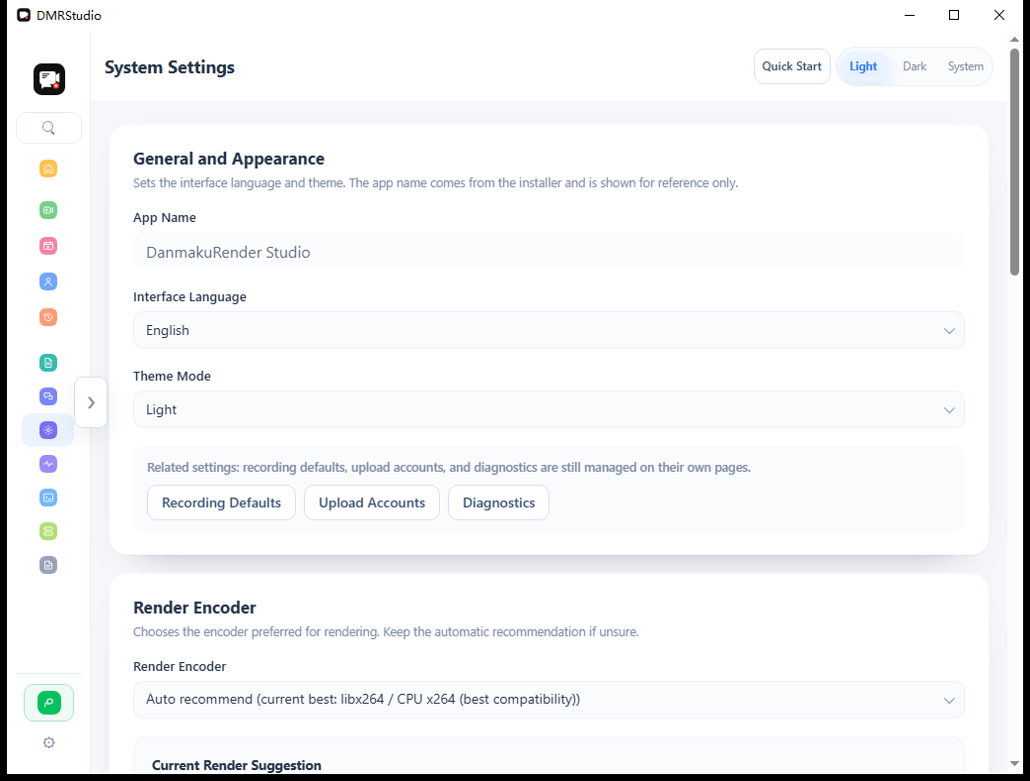 DMRStudio
System Settings
Quick Start
Light
Dark
System
General and Appearance
Sets the interface language and theme. The app name comes from the installer and is shown for reference only.
App Name
DanmakuRender Studio
Interface Language
English
Theme Mode
Light
Related settings: recording defaults, upload accounts, and diagnostics are still managed on their own pages.
Recording Defaults
Upload Accounts
Diagnostics
Render Encoder
Chooses the encoder preferred for rendering. Keep the automatic recommendation if unsure.
Render Encoder
Auto recommend (current best: libx264 / CPU x264 (best compatibility))
Current Render Suggestion